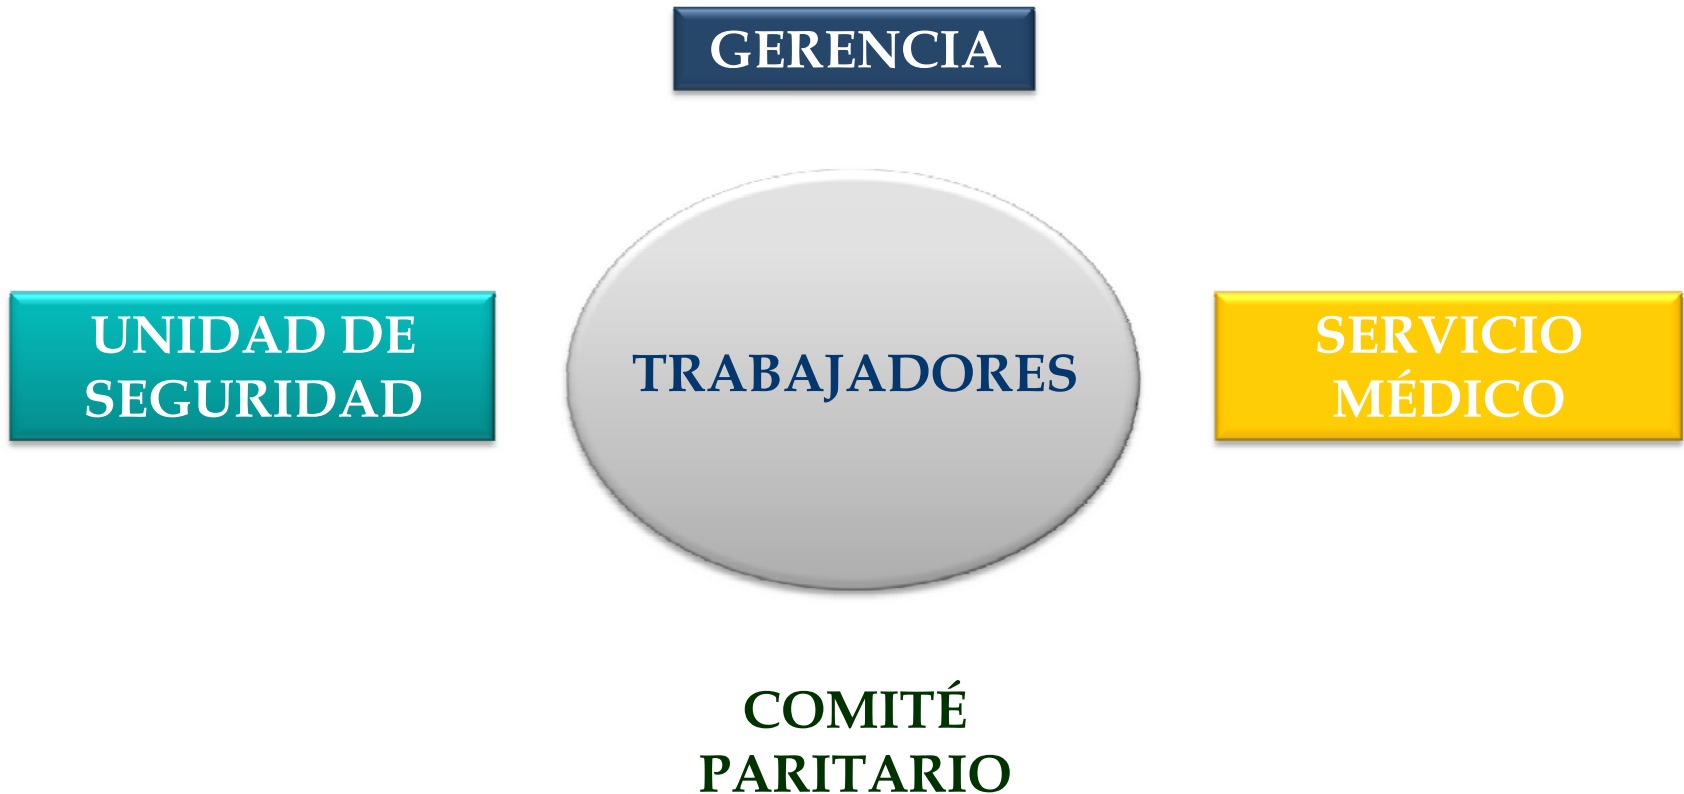 GERENCIA
UNIDAD DE
SEGURIDAD
TRABAJADORES
SERVICIO
MÉDICO
COMITÉ
PARITARIO